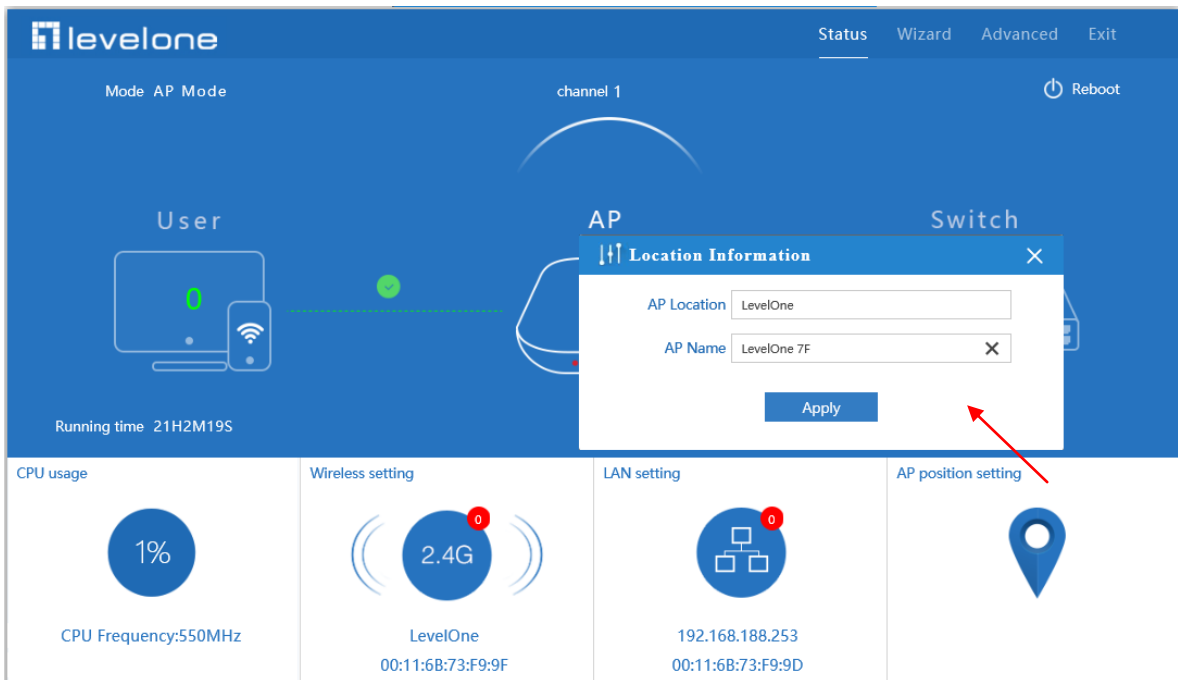 levelone
Status Wizard Advanced Exit
Mode AP Mode
channel 1
Reboot
User
AP
Switch
0
Location Information
AP Location LevelOne
AP Name LevelOne 7F
Apply
Running time 21H2M19S
CPU usage
1%
CPU Frequency:550MHz
Wireless setting
0
2.4G
LevelOne
00:11:6B:73:F9:9F
LAN setting
0
192.168.188.253
00:11:6B:73:F9:9D
AP position setting